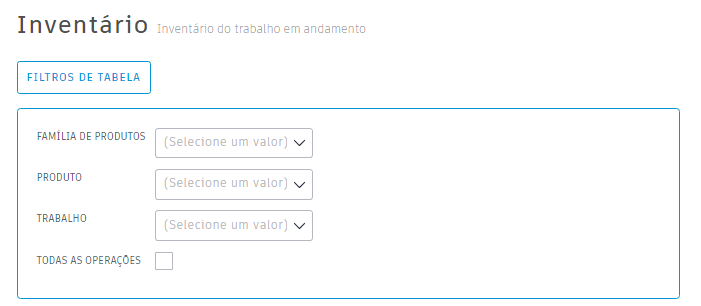 Inventário Inventário do trabalho em andamento
FILTROS DE TABELA
FAMÍLIA DE PRODUTOS (Selecione um valor)
PRODUTO (Selecione um valor)
TRABALHO (Selecione um valor)
TODAS AS OPERAÇÕES